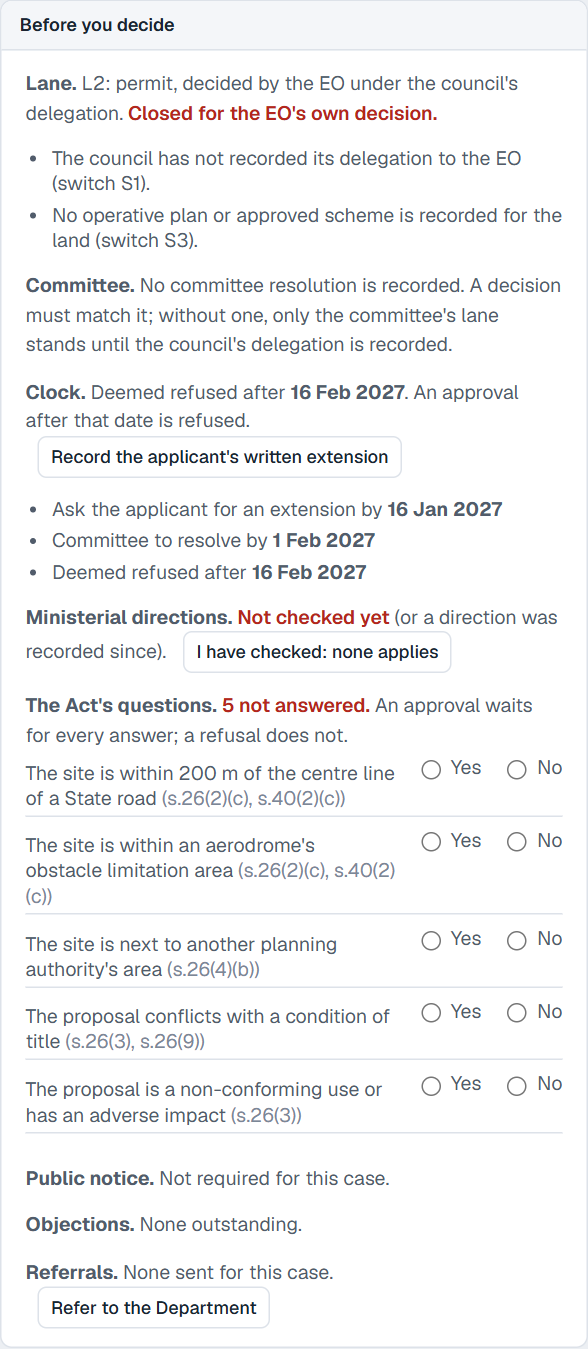 Before you decide
Lane. L2: permit, decided by the EO under the council's
delegation. Closed for the EO's own decision.
• The council has not recorded its delegation to the EO
(switch S1).
• No operative plan or approved scheme is recorded for the
land (switch S3).
Committee. No committee resolution is recorded. A decision
must match it; without one, only the committee's lane
stands until the council's delegation is recorded.
Clock. Deemed refused after 16 Feb 2027. An approval
after that date is refused.
Record the applicant's written extension
• Ask the applicant for an extension by 16 Jan 2027
• Committee to resolve by 1 Feb 2027
• Deemed refused after 16 Feb 2027
Ministerial directions. Not checked yet (or a direction was
recorded since). I have checked: none applies
The Act's questions. 5 not answered. An approval waits
for every answer; a refusal does not.
The site is within 200 m of the centre line Yes No
of a State road (s.26(2)(c), s.40(2)(c))
The site is within an aerodrome's Yes No
obstacle limitation area (s.26(2)(c), s.40(2)
(c))
The site is next to another planning Yes No
authority's area (s.26(4)(b))
The proposal conflicts with a condition of Yes No
title (s.26(3), s.26(9))
The proposal is a non-conforming use or Yes No
has an adverse impact (s.26(3))
Public notice. Not required for this case.
Objections. None outstanding.
Referrals. None sent for this case.
Refer to the Department